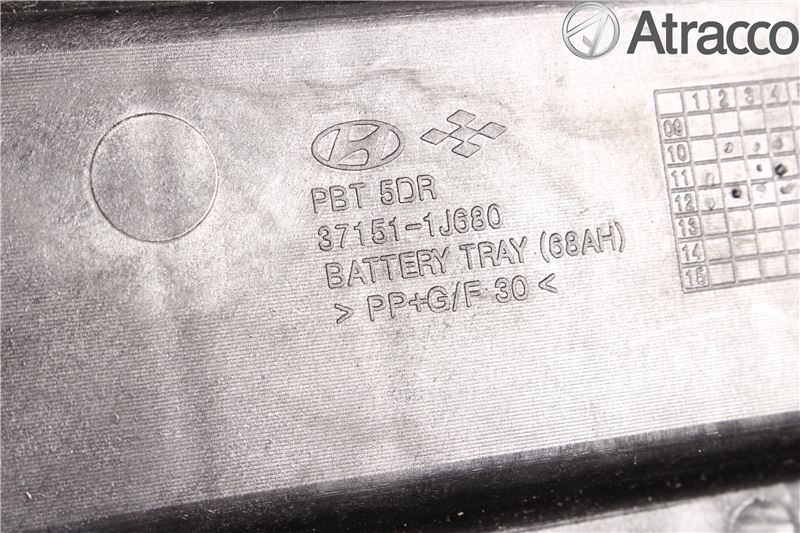 Atracco
PBT 5DR
37151-1J680
BATTERY TRAY (68AH)
> PP+G/F 30 <
1 2 3 4
09
10
11
12
13
14
15